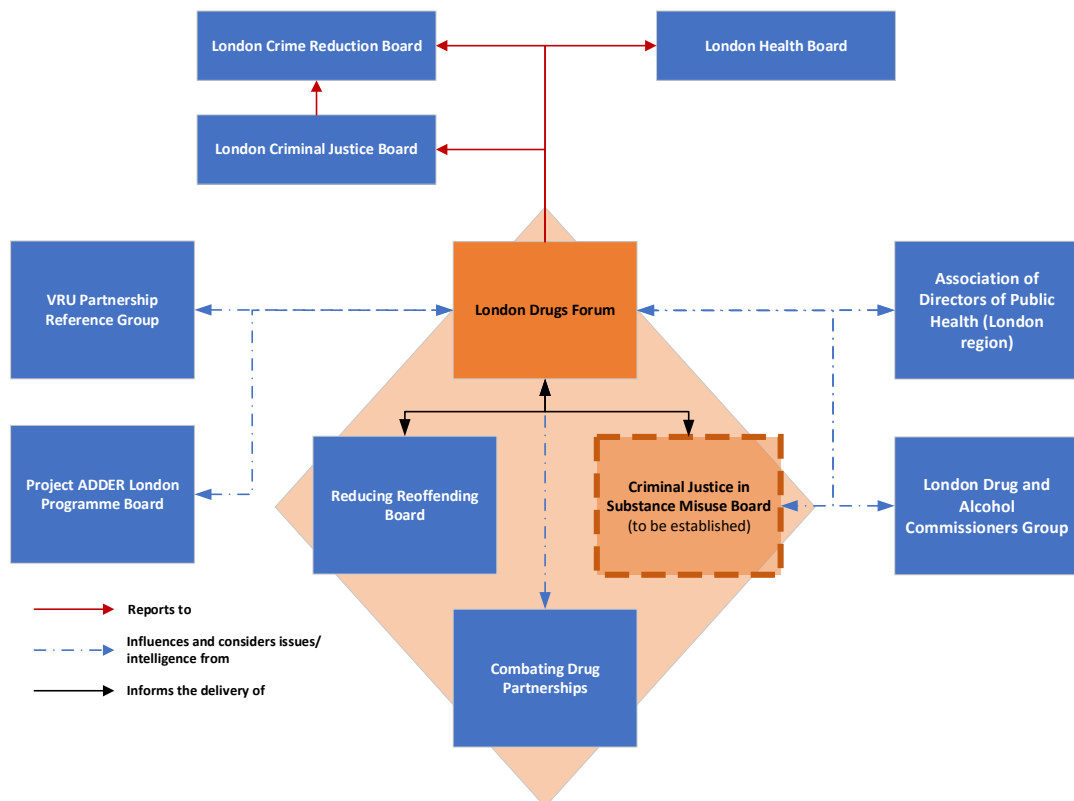 London Crime Reduction Board
London Health Board
London Criminal Justice Board
VRU Partnership
Reference Group
London Drugs Forum
Association of
Directors of Public
Health (London
region)
Project ADDER London
Programme Board
Reducing Reoffending
Board
Criminal Justice in
Substance Misuse Board
(to be established)
London Drug and
Alcohol
Commissioners Group
Combating Drug
Partnerships
Reports to
Influences and considers issues/
intelligence from
Informs the delivery of